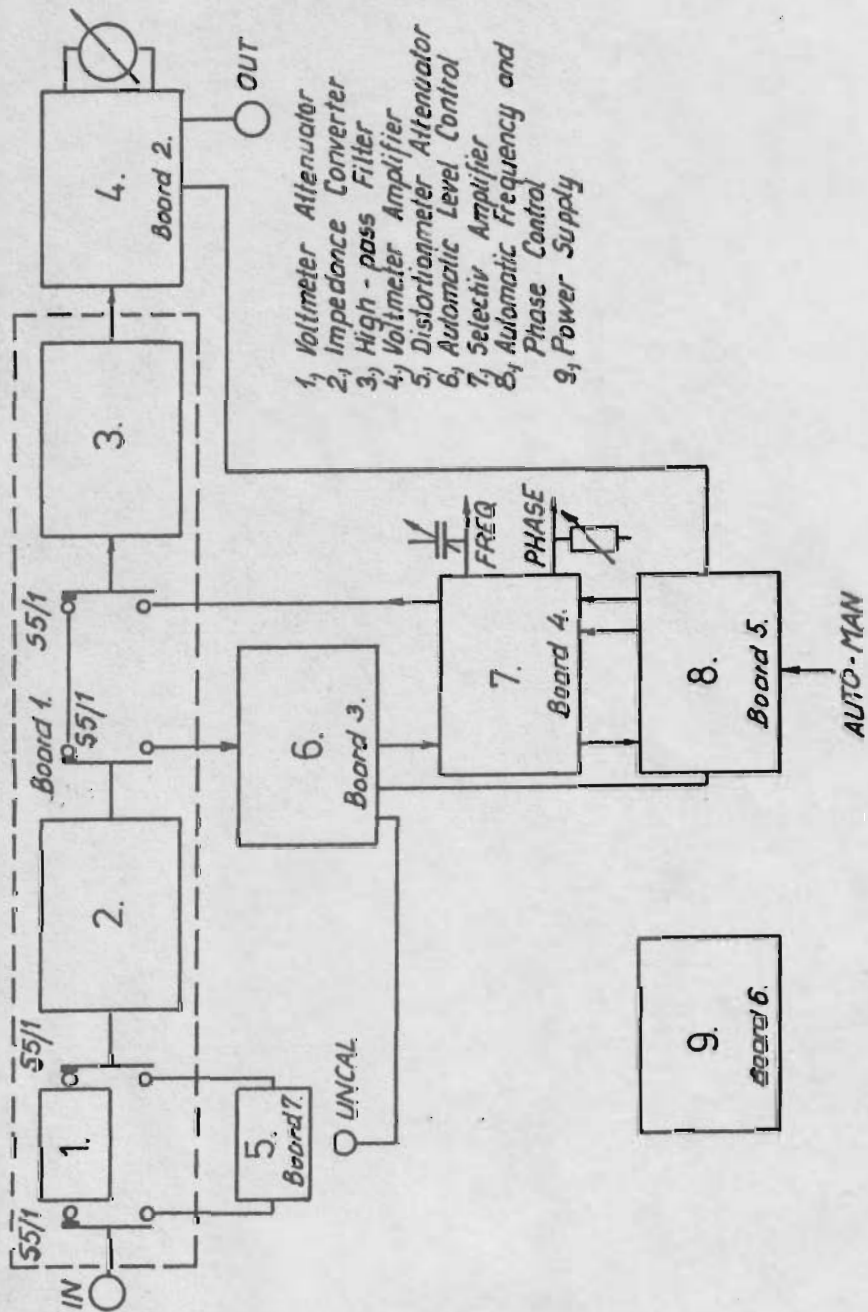 IN
S5/1
1.
S5/1
2.
Board 1.
S5/1
S5/1
3.
4.
Board 2.
OUT
5.
Board 7.
UNCAL
6.
Board 3.
7.
Board 4.
FREQ
PHASE
8.
Board 5.
AUTO-MAN
9.
Board 6.
1., Voltmeter Attenuator
2., Impedance Converter
3., High-pass Filter
4., Voltmeter Amplifier
5., Distortionmeter Attenuator
6., Automatic Level Control
7., Selectiv Amplifier
8., Automatic Frequency and
Phase Control
9., Power Supply